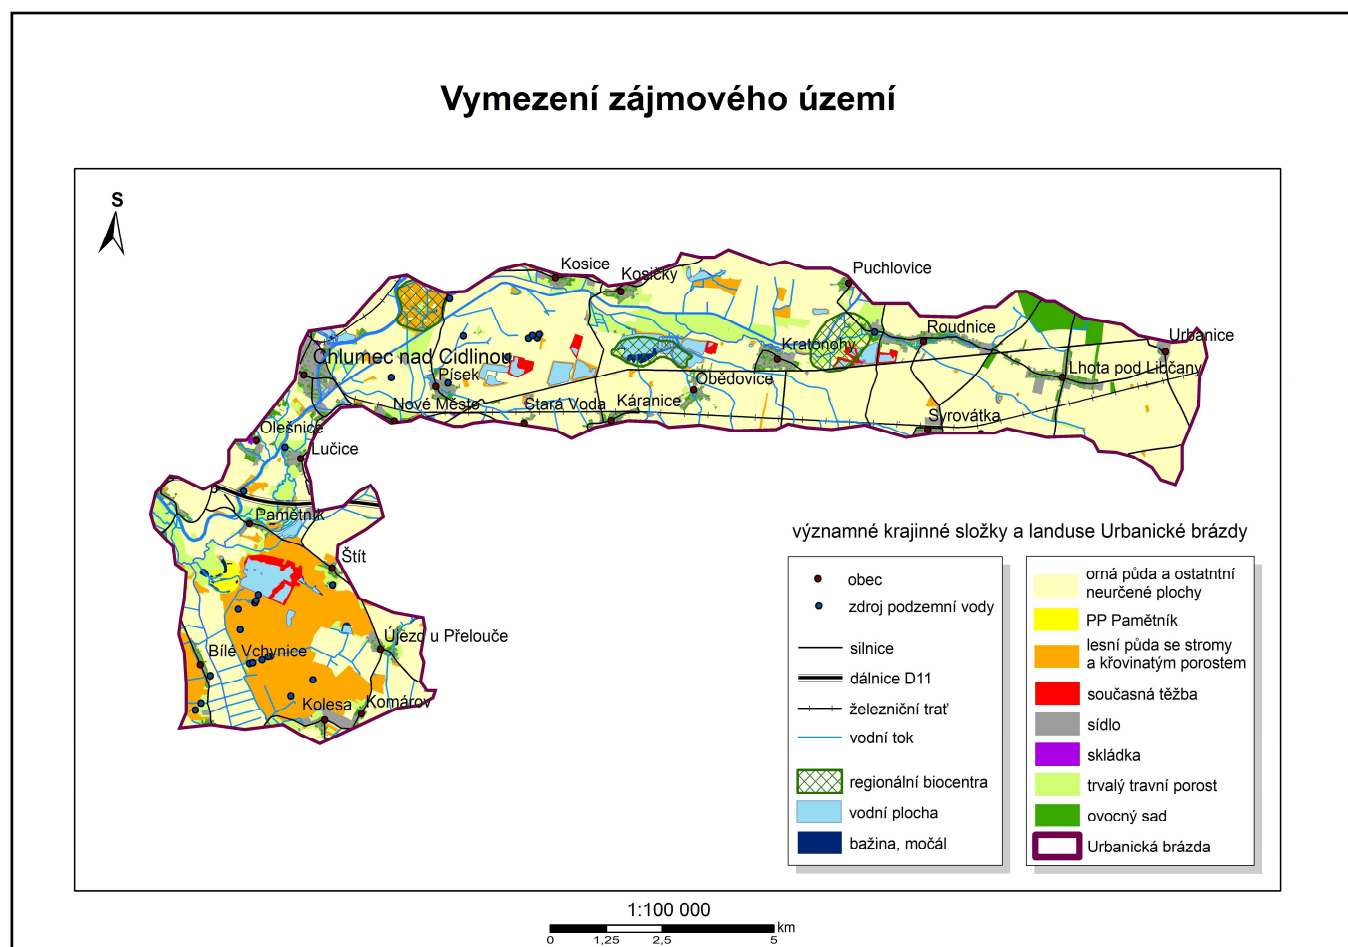 Vymezení zájmového území
S
Kosice
Kosičky
Puchlovice
Roudnice
Urbanice
Chlumec nad Cidlinou
Kratonohy
Lhota pod Libčany
Písek
Obědovice
Nové Město
Stará Voda
Káranice
Syrovátka
Olešnice
Lučice
Pamětník
Štít
Újezd u Přelouče
Bílé Vchynice
Kolesa
Komárov
významné krajinné složky a landuse Urbanické brázdy
obec
zdroj podzemní vody
silnice
dálnice D11
železniční trať
vodní tok
regionální biocentra
vodní plocha
bažina, močál
orná půda a ostatntní
neurčené plochy
PP Pamětník
lesní půda se stromy
a křovinatým porostem
současná těžba
sídlo
skládka
trvalý travní porost
ovocný sad
Urbanická brázda
1:100 000
km
0 1,25 2,5 5